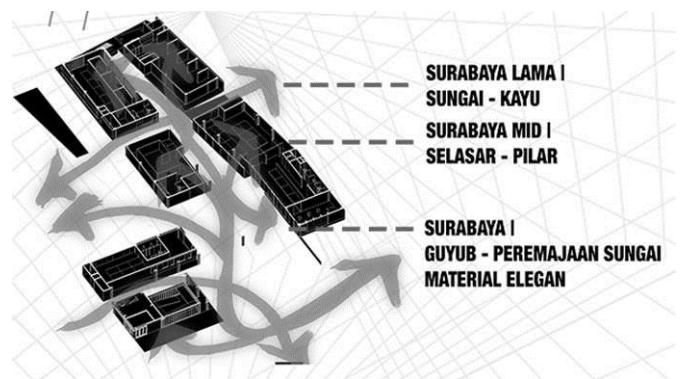 SURABAYA LAMA |
SUNGAI - KAYU
SURABAYA MID |
SELASAR - PILAR
SURABAYA |
GUYUB - PEREMAJAAN SUNGAI
MATERIAL ELEGAN